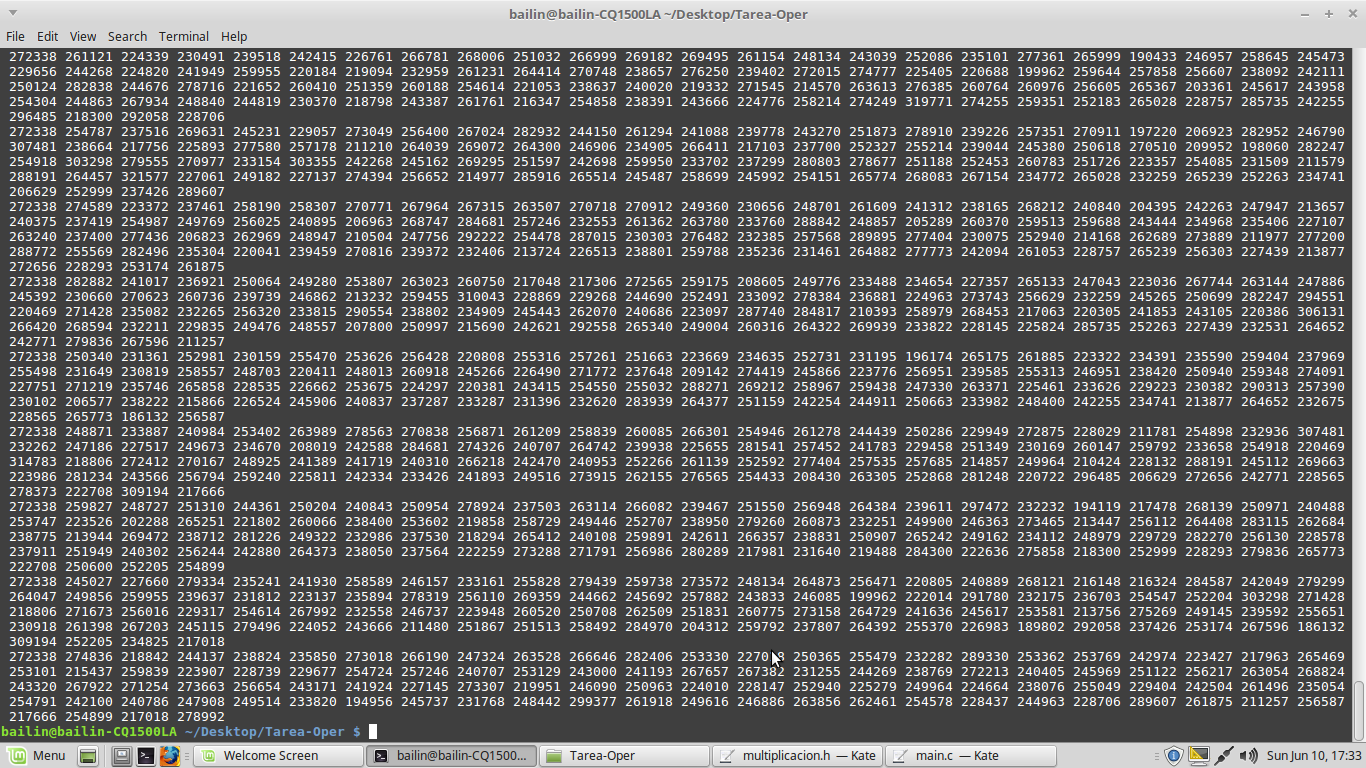 bailin@bailin-CQ1500LA ~/Desktop/Tarea-Oper
File Edit View Search Terminal Help
272338 261121 224339 230491 239518 242415 226761 266781 268006 251032 266999 269182 269495 261154 248134 243039 252086 235101 277361 265999 190433 246957 258645 245473
229656 244268 224820 241949 259955 220184 219094 232959 261231 264414 270748 238657 276250 239402 272015 274777 225405 220688 199962 259644 257858 256607 238092 242111
250124 282838 244676 278716 221652 260410 251359 260188 254614 221053 238637 240020 219332 271545 214570 263613 276385 260764 260976 256605 265367 203361 245617 243958
254304 244863 267934 248840 244819 230370 218798 243387 261761 216347 254858 238391 243666 224776 258214 274249 319771 274255 259351 252183 265028 228757 285735 242255
296485 218300 292058 228706
272338 254787 237516 269631 245231 229057 273049 256400 267024 282932 244150 261294 241088 239778 243270 251873 278910 239226 257351 270911 197220 206923 282952 246790
307481 238664 217756 225893 277580 257178 211210 264039 269072 264300 246906 234905 266411 217103 237700 252327 255214 239044 245380 250618 270510 209952 198060 282247
254918 303298 279555 270977 233154 303355 242268 245162 269295 251597 242698 259950 233702 237299 280803 278677 251188 252453 260783 251726 223357 254085 231509 211579
288191 264457 321577 227061 249182 227137 274394 256652 214977 285916 265514 245487 258699 245992 254151 265774 268083 267154 234772 265028 232259 265239 252263 234741
206629 252999 237426 289607
272338 274589 223372 237461 258190 258307 270771 267964 267315 263507 270718 270912 249360 230656 248701 261609 241312 238165 268212 240840 204395 242263 247947 213657
240375 237419 254987 249769 256025 240895 206963 268747 284681 257246 232553 261362 263780 233760 288842 248857 205289 260370 259513 259688 243444 234968 235406 227107
263240 237400 277436 206823 262969 248947 210504 247756 292222 254478 287015 230303 276482 232385 257568 289895 277404 230075 252940 214168 262689 273889 211977 277200
288772 255569 282496 235304 220041 239459 270816 239372 232406 213724 226513 238801 259788 235236 231461 264882 277773 242094 261053 228757 265239 256303 227439 213877
272656 228293 253174 261875
272338 282882 241017 236921 250064 249280 253807 263023 260750 217048 217306 272565 259175 208605 249776 233488 234654 227357 265133 247043 223036 267744 263144 247886
245392 230660 270623 260736 239739 246862 213232 259455 310043 228869 229268 244690 252491 233092 278384 236881 224963 273743 256629 232259 245265 250699 282247 294551
220469 271428 235082 232265 256320 233815 290554 238802 234909 245443 262070 240686 223097 287740 284817 210393 258979 268453 217063 220305 241853 243105 220386 306131
266420 268594 232211 229835 249476 248557 207800 250997 215690 242621 292558 265340 249004 260316 264322 269939 233822 228145 225824 285735 252263 227439 232531 264652
242771 279836 267596 211257
272338 250340 231361 252981 230159 255470 253626 256428 220808 255316 257261 251663 223669 234635 252731 231195 196174 265175 261885 223322 234391 235590 259404 237969
255498 231649 230819 258557 248703 220411 248013 260918 245266 226490 271772 237648 209142 274419 245866 223776 256951 239585 255313 246951 238420 250940 259348 274091
227751 271219 235746 265858 228535 226662 253675 224297 220381 243415 254550 255032 288271 269212 258967 259438 247330 263371 225461 233626 229223 230382 290313 257390
230102 206577 238222 215866 226524 245906 240837 237287 233287 231396 232620 283939 264377 251159 242254 244911 250663 233982 248400 242255 234741 213877 264652 232675
228565 265773 186132 256587
272338 248871 233887 240984 253402 263989 278563 270838 256871 261209 258839 260085 266301 254946 261278 244439 250286 229949 272875 228029 211781 254898 232936 307481
232262 247186 227517 249673 234670 208019 242588 284681 274326 240707 264742 239938 225655 281541 257452 241783 229458 251349 230169 260147 259792 233658 254918 220469
314783 218806 272412 270167 248925 241389 241719 240310 266218 242470 240953 252266 261139 252592 277404 257535 257685 214857 249964 210424 228132 288191 245112 269663
223986 281234 243566 256794 259240 225811 242334 233426 241893 249516 273915 262155 276565 254433 208430 263305 252868 281248 220722 296485 206629 272656 242771 228565
278373 222708 309194 217666
272338 259827 248727 251310 244361 250204 240843 250954 278924 237503 263114 266082 239467 251550 256948 264384 239611 297472 232232 194119 217478 268139 250971 240488
253747 223526 202288 265251 221802 260066 238400 253602 219858 258729 249446 252707 238950 279260 260873 232251 249900 246363 273465 213447 256112 264408 283115 262684
238775 213944 269472 238712 281226 249322 232986 237530 218294 265412 240108 259891 242611 266357 238831 250907 265242 249162 234112 248979 229729 282270 256130 228578
237911 251949 240302 256244 242880 264373 238050 237564 222259 273288 271791 256986 280289 217981 231640 219488 284300 222636 275858 218300 252999 228293 279836 265773
222708 250600 252205 254899
272338 245027 227660 279334 235241 241930 258589 246157 233161 255828 279439 259738 273572 248134 264873 256471 220805 240889 268121 216148 216324 284587 242049 279299
264047 249856 259955 239637 231812 223137 235894 278319 256110 269359 244662 245692 257882 243833 246085 199962 222014 291780 232175 236703 254547 252204 303298 271428
218806 271673 256016 229317 254614 267992 232558 246737 223948 260520 250708 262509 251831 260775 273158 264729 241636 245617 253581 213756 275269 249145 239592 255651
230918 261398 267203 245115 279496 224052 243666 211480 251867 251513 258492 284970 204312 259792 237807 264392 255370 226983 189802 292058 237426 253174 267596 186132
309194 252205 234825 217018
272338 274836 218842 244137 238824 235850 273018 266190 247324 263528 266646 282406 253330 250365 255479 232282 289330 253362 253769 242974 223427 217963 265469
253101 215437 259839 223907 228739 229677 254724 257246 240707 253129 243000 241193 267657 267382 231255 244269 238769 272213 240405 245969 251122 256217 263054 268824
243320 267922 271254 273663 256654 243171 241924 227145 273307 219951 246090 250963 224010 228147 252940 225279 249964 224664 238076 255049 229404 242504 261496 235054
254791 242100 240786 247908 249514 233820 194956 245737 231768 248442 299377 261918 249616 246886 263856 262461 254578 228437 244963 228706 289607 261875 211257 256587
217666 254899 217018 278992
bailin@bailin-CQ1500LA ~/Desktop/Tarea-Oper $
Menu Welcome Screen bailin@bailin-CQ1500... Tarea-Oper multiplicacion.h — Kate main.c — Kate Sun Jun 10, 17:33